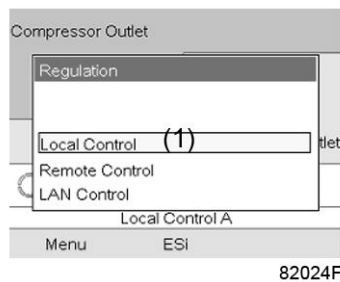 Compressor Outlet
Regulation
Local Control (1)
tlet
Remote Control
LAN Control
Local Control A
Menu ESi
82024F